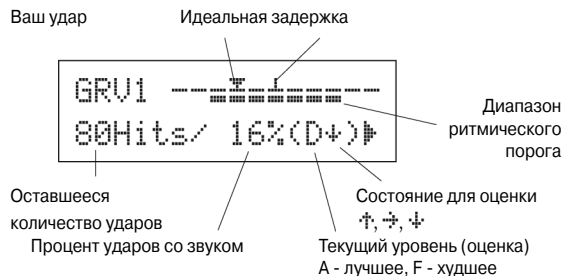 Ваш удар
Идеальная задержка
GRV1
80Hits/ 16%(D↓)
Диапазон
ритмического
порога
Оставшееся
количество ударов
Процент ударов со звуком
Состояние для оценки
↑, →, ↓
Текущий уровень (оценка)
A - лучшее, F - худшее